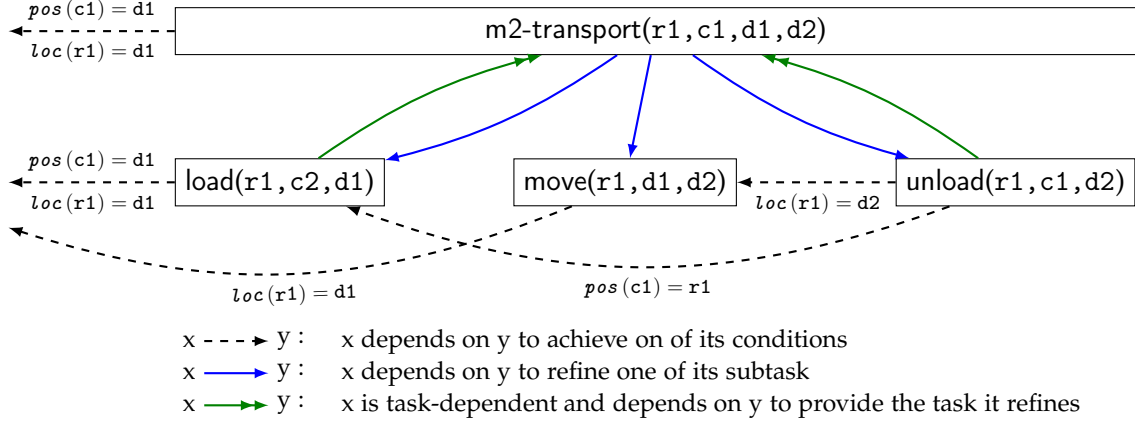 pos(c1) = d1
m2-transport(r1,c1,d1,d2)
loc(r1) = d1
pos(c1) = d1
load(r1,c2,d1)
move(r1,d1,d2)
unload(r1,c1,d2)
loc(r1) = d1
loc(r1) = d2
loc(r1) = d1
pos(c1) = r1
x y : x depends on y to achieve on of its conditions
x y : x depends on y to refine one of its subtask
x y : x is task-dependent and depends on y to provide the task it refines